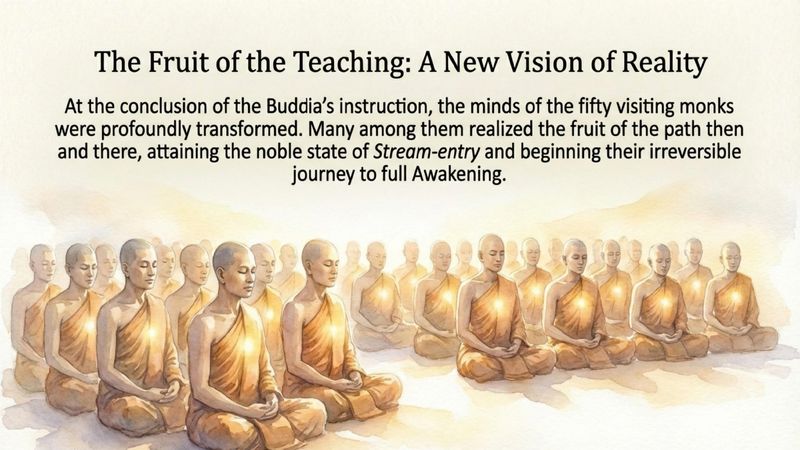 The Fruit of the Teaching: A New Vision of Reality
At the conclusion of the Buddia's instruction, the minds of the fifty visiting monks
were profoundly transformed. Many among them realized the fruit of the path then
and there, attaining the noble state of Stream-entry and beginning their irreversible
journey to full Awakening.